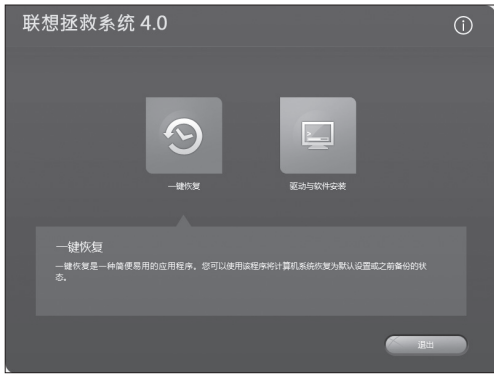 联想拯救系统 4.0
一键恢复
驱动与软件安装
一键恢复
一键恢复是一种简便易用的应用程序，您可以使用该程序将计算机系统恢复为默认设置或之前备份的状
态。
退出